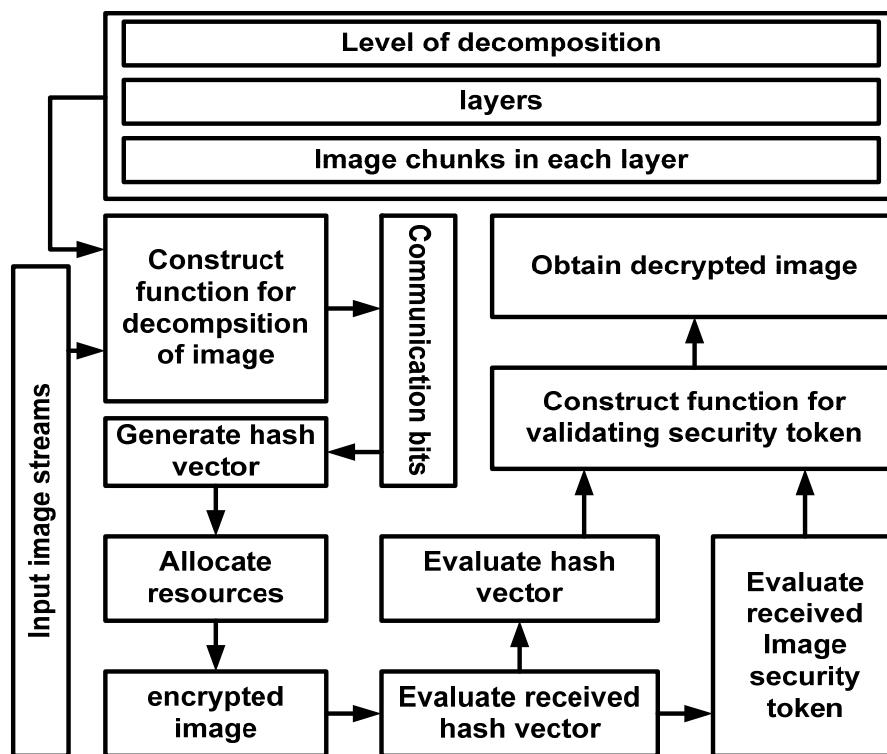 Level of decomposition
layers
Image chunks in each layer
Input image streams
Construct
function for
decompsition
of image
Communication bits
Obtain decrypted image
Generate hash
vector
Construct function for
validating security token
Allocate
resources
Evaluate hash
vector
Evaluate
received
Image
security
token
encrypted
image
Evaluate received
hash vector